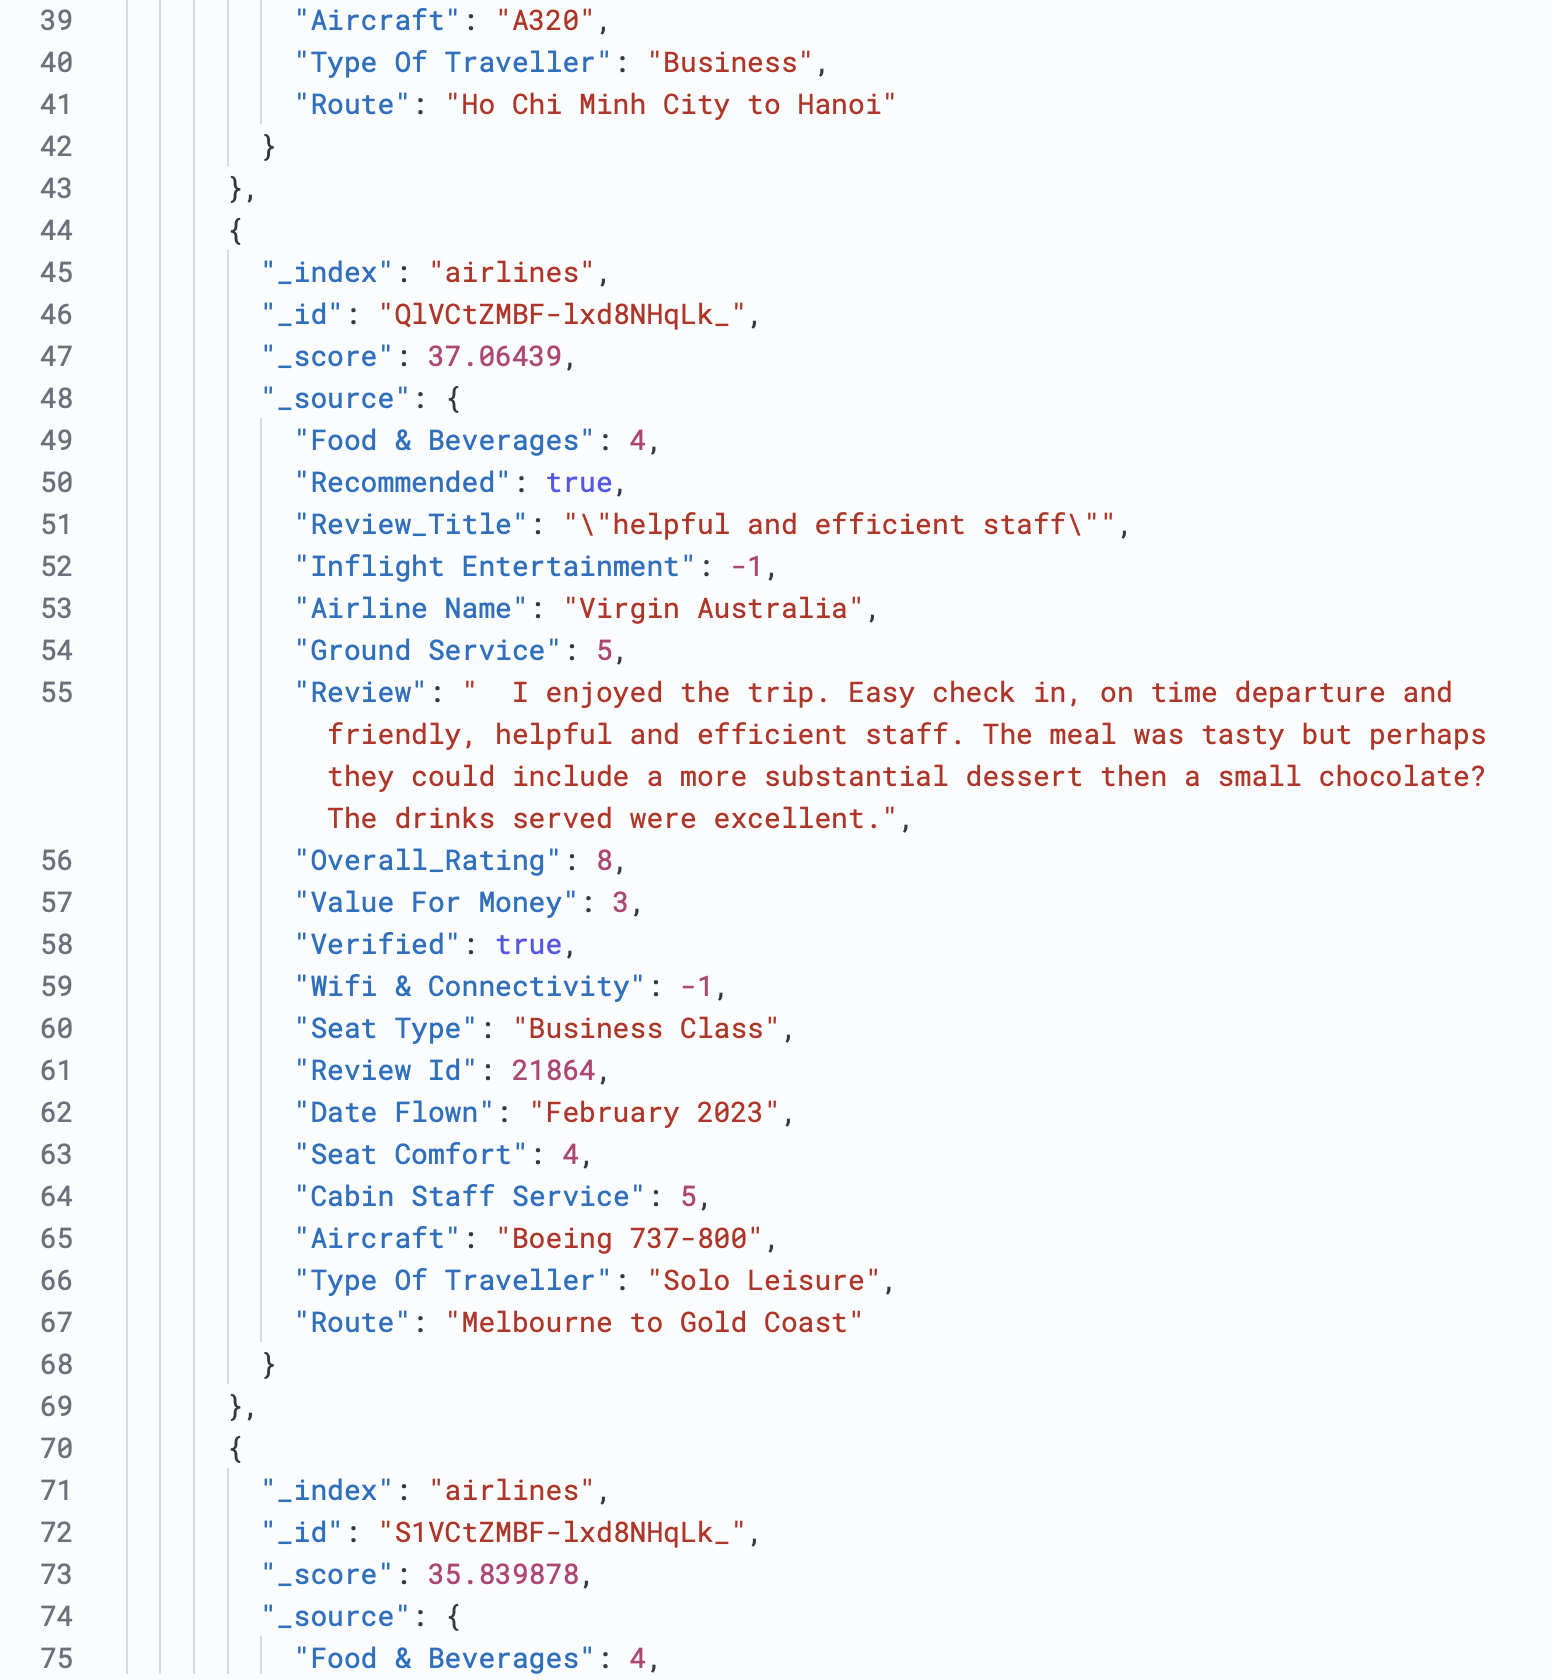 39 "Aircraft": "A320",
40 "Type Of Traveller": "Business",
41 "Route": "Ho Chi Minh City to Hanoi"
42 }
43 },
44 {
45 "_index": "airlines",
46 "_id": "QlVCtZMBF-lxd8NHqLk_",
47 "_score": 37.06439,
48 "_source": {
49 "Food & Beverages": 4,
50 "Recommended": true,
51 "Review_Title": "\"helpful and efficient staff\"",
52 "Inflight Entertainment": -1,
53 "Airline Name": "Virgin Australia",
54 "Ground Service": 5,
55 "Review": "  I enjoyed the trip. Easy check in, on time departure and
friendly, helpful and efficient staff. The meal was tasty but perhaps
they could include a more substantial dessert then a small chocolate?
The drinks served were excellent.",
56 "Overall_Rating": 8,
57 "Value For Money": 3,
58 "Verified": true,
59 "Wifi & Connectivity": -1,
60 "Seat Type": "Business Class",
61 "Review Id": 21864,
62 "Date Flown": "February 2023",
63 "Seat Comfort": 4,
64 "Cabin Staff Service": 5,
65 "Aircraft": "Boeing 737-800",
66 "Type Of Traveller": "Solo Leisure",
67 "Route": "Melbourne to Gold Coast"
68 }
69 },
70 {
71 "_index": "airlines",
72 "_id": "S1VCtZMBF-lxd8NHqLk_",
73 "_score": 35.839878,
74 "_source": {
75 "Food & Beverages": 4,